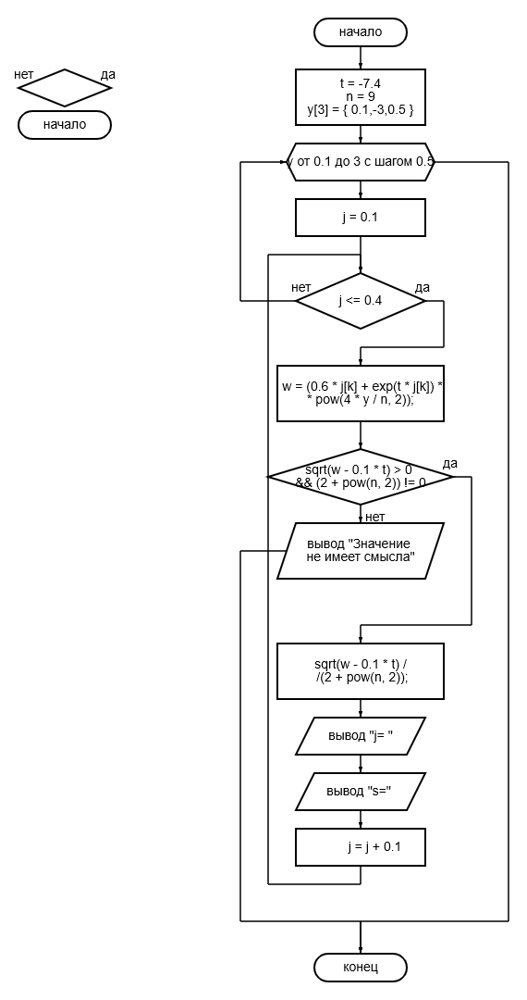 начало
нет
да
начало
t = -7.4
n = 9
y[3] = { 0.1,-3,0.5 }
y от 0.1 до 3 с шагом 0.5
j = 0.1
нет
да
j <= 0.4
w = (0.6 * j[k] + exp(t * j[k]) *
* pow(4 * y / n, 2));
да
sqrt(w - 0.1 * t) > 0
&& (2 + pow(n, 2)) != 0
нет
вывод "Значение
не имеет смысла"
sqrt(w - 0.1 * t) /
/(2 + pow(n, 2));
вывод "j= "
вывод "s="
j = j + 0.1
конец